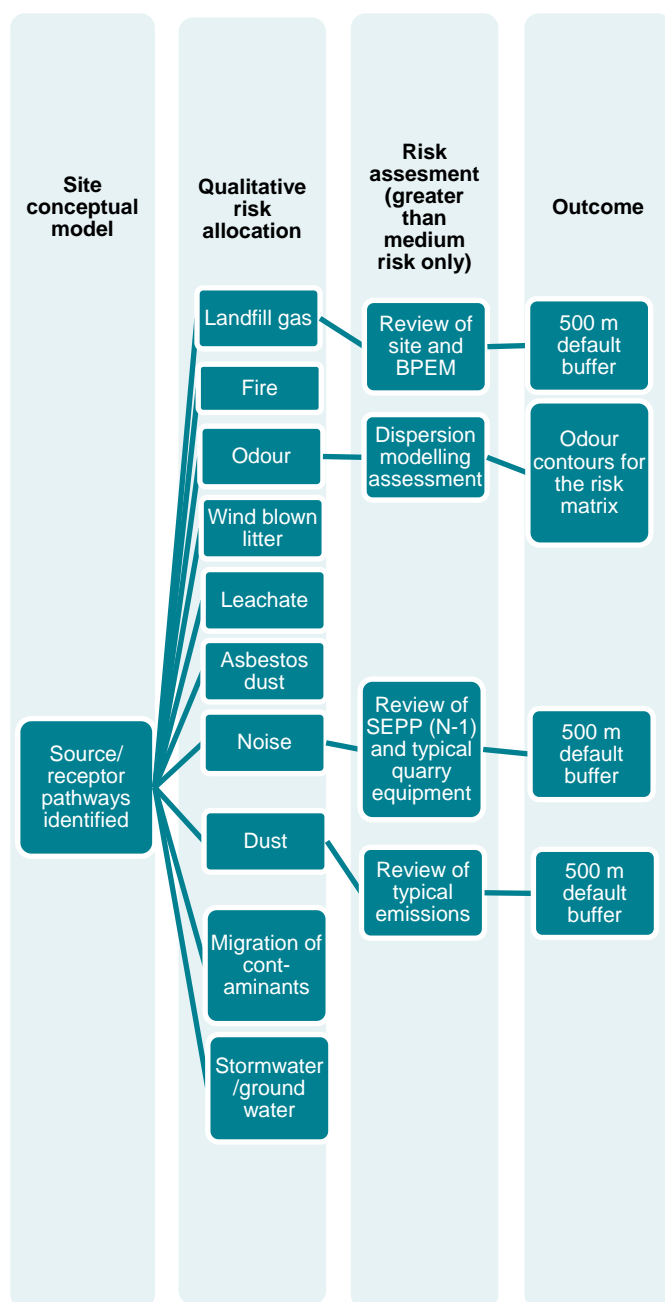 Site
conceptual
model
Qualitative
risk
allocation
Risk
assesment
(greater
than
medium
risk only)
Outcome
Source/
receptor
pathways
identified
Landfill gas
Fire
Odour
Wind blown
litter
Leachate
Asbestos
dust
Noise
Dust
Migration of
cont-
aminants
Stormwater
/ground
water
Review of
site and
BPEM
Dispersion
modelling
assessment
Review of
SEPP (N-1)
and typical
quarry
equipment
Review of
typical
emissions
500 m
default
buffer
Odour
contours for
the risk
matrix
500 m
default
buffer
500 m
default
buffer